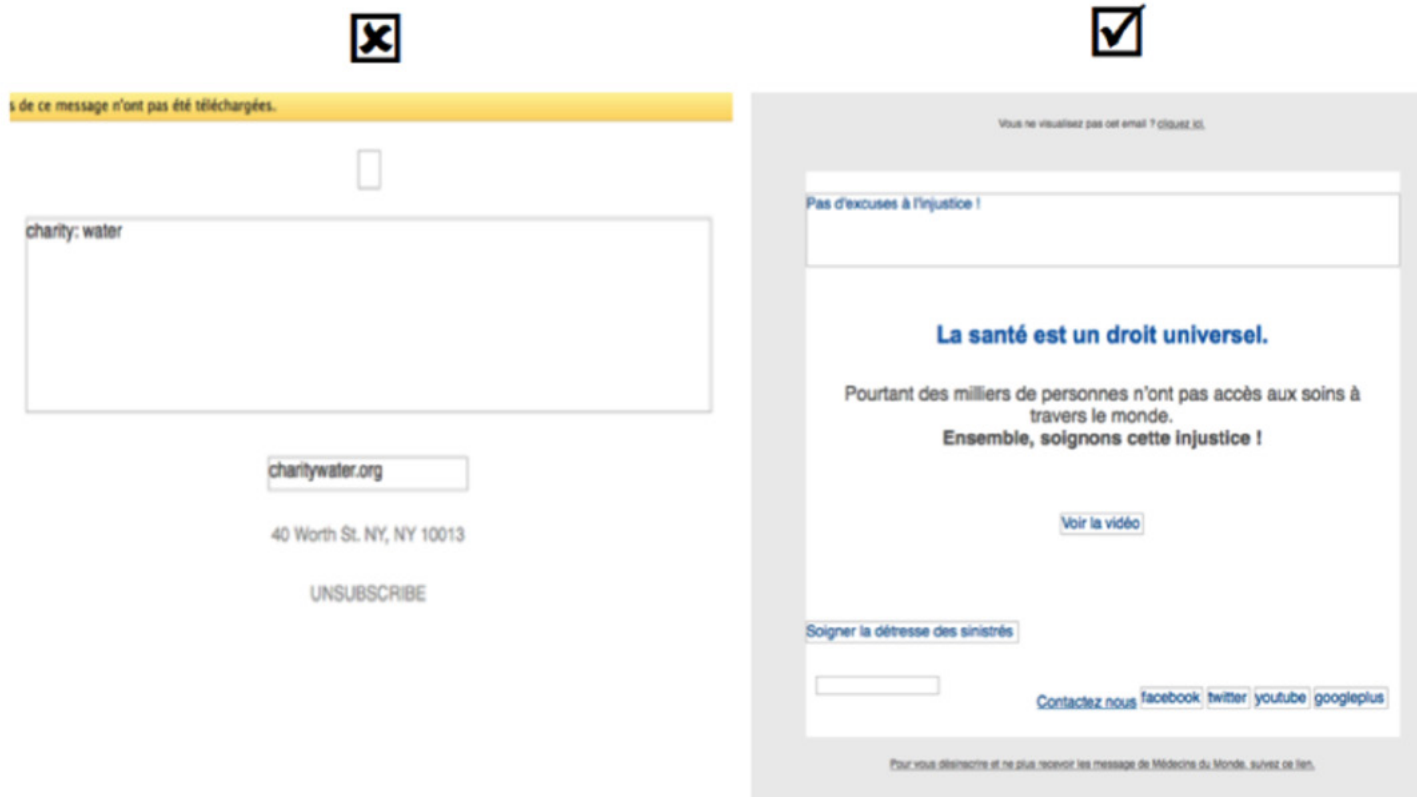 s de ce message n'ont pas été téléchargées.
charity: water
charitywater.org
40 Worth St. NY, NY 10013
UNSUBSCRIBE
Vous ne visualisez pas cet email ? cliquez ici.
Pas d'excuses à l'injustice !
La santé est un droit universel.
Pourtant des milliers de personnes n'ont pas accès aux soins à
travers le monde.
Ensemble, soignons cette injustice !
Voir la vidéo
Soigner la détresse des sinistrés
Contactez nous facebook twitter youtube googleplus
Pour vous désinscrire et ne plus recevoir les message de Médecins du Monde, suivez ce lien.